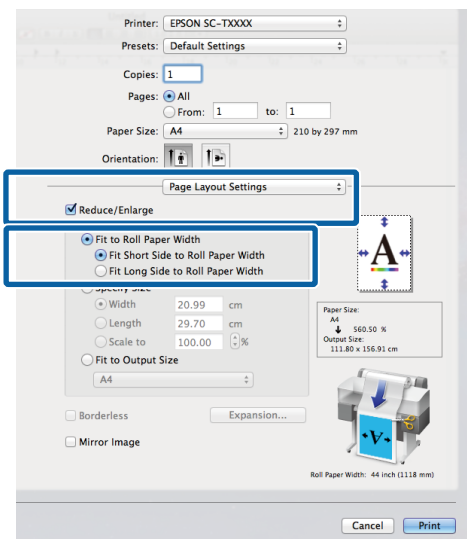 Printer: EPSON SC-TXXXX
Presets: Default Settings
Copies: 1
Pages: All
From: 1 to: 1
Paper Size: A4 210 by 297 mm
Orientation:
Page Layout Settings
Reduce/Enlarge
Fit to Roll Paper Width
Fit Short Side to Roll Paper Width
Fit Long Side to Roll Paper Width
Specify Size
Width 20.99 cm
Length 29.70 cm
Scale to 100.00 %
Fit to Output Size
A4
Borderless Expansion...
Mirror Image
A
Paper Size:
A4
560.50 %
Output Size:
111.80 x 156.91 cm
A
Roll Paper Width: 44 inch (1118 mm)
Cancel Print